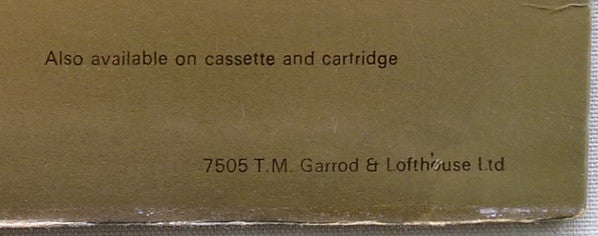 Also available on cassette and cartridge
7505 T.M. Garrod & Lofthouse Ltd